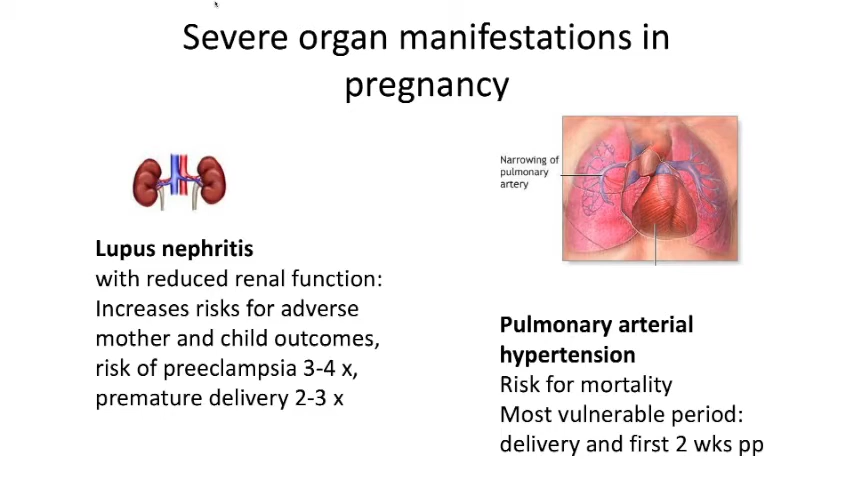 Severe organ manifestations in
pregnancy
Narrowing of
pulmonary
artery
Lupus nephritis
with reduced renal function:
Increases risks for adverse
mother and child outcomes,
risk of preeclampsia 3-4 x,
premature delivery 2-3 x
Pulmonary arterial
hypertension
Risk for mortality
Most vulnerable period:
delivery and first 2 wks pp